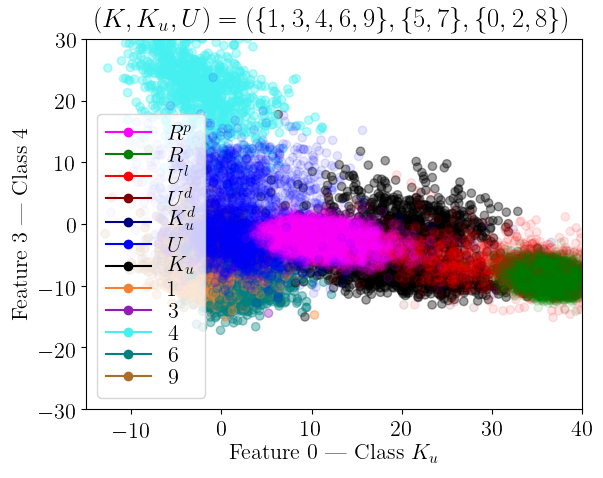 (K, K_u, U) = ({1, 3, 4, 6, 9}, {5, 7}, {0, 2, 8})
Feature 3 — Class 4
30
20
10
0
−10
−20
−30
R^p
R
U^l
U^d
K_u^d
U
K_u
1
3
4
6
9
−10 0 10 20 30 40
Feature 0 — Class K_u